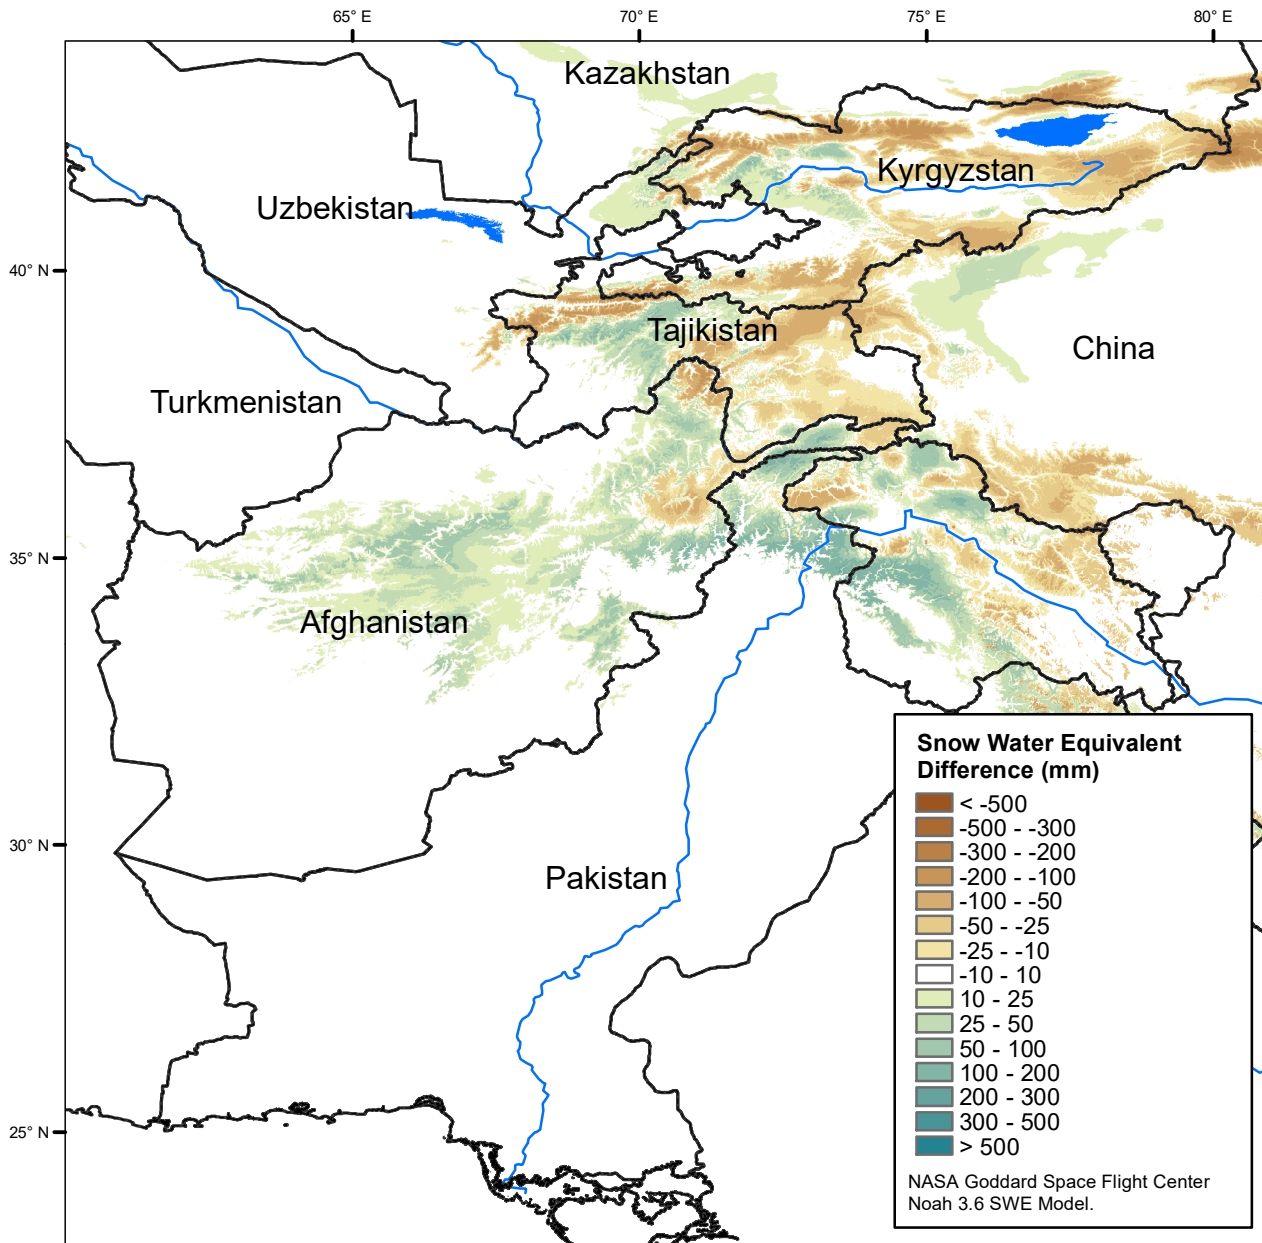 65° E
70° E
75° E
80° E
Kazakhstan
Kyrgyzstan
Uzbekistan
40° N
Tajikistan
China
Turkmenistan
35° N
Afghanistan
Snow Water Equivalent
Difference (mm)
< -500
-500 - -300
-300 - -200
-200 - -100
-100 - -50
-50 - -25
-25 - -10
-10 - 10
10 - 25
25 - 50
50 - 100
100 - 200
200 - 300
300 - 500
> 500
30° N
Pakistan
25° N
NASA Goddard Space Flight Center
Noah 3.6 SWE Model.